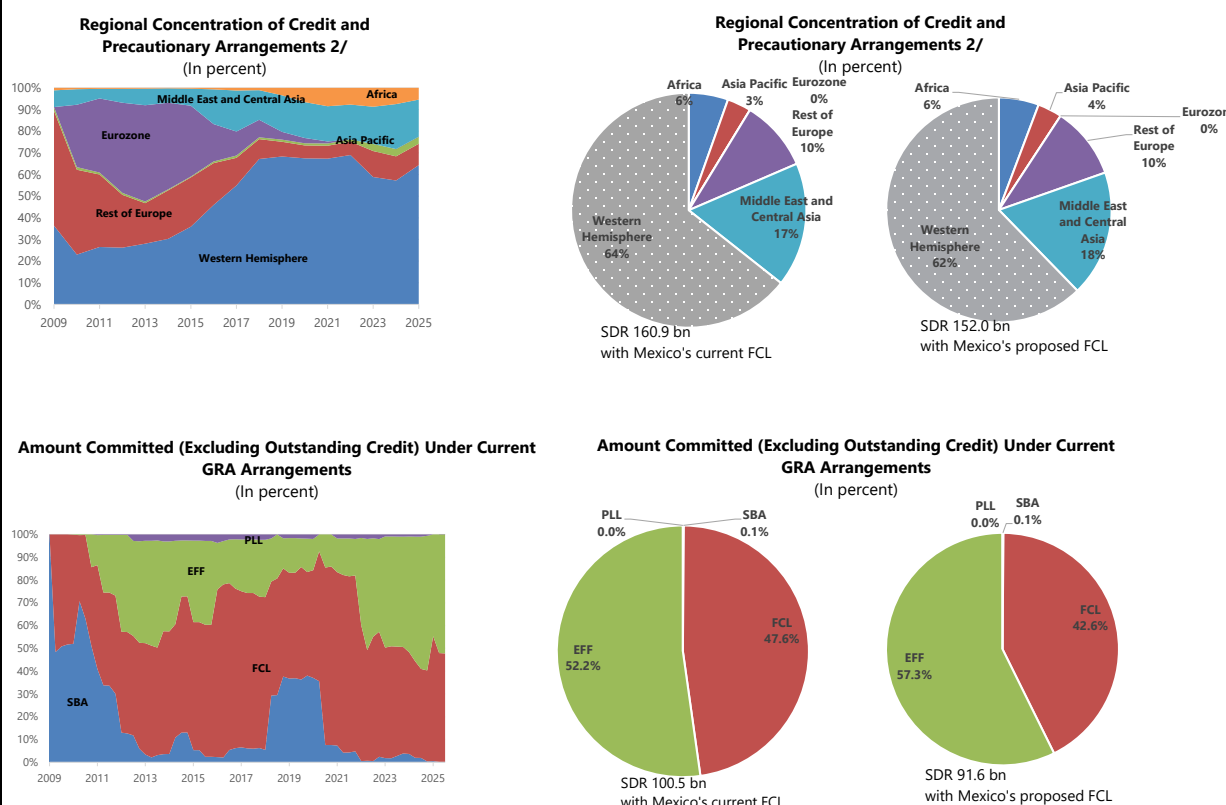 Regional Concentration of Credit and
Precautionary Arrangements 2/
(In percent)
100%
90%
80%
70%
60%
50%
40%
30%
20%
10%
0%
Africa
Middle East and Central Asia
Eurozone
Asia Pacific
Rest of Europe
Western Hemisphere
2009 2011 2013 2015 2017 2019 2021 2023 2025
Regional Concentration of Credit and
Precautionary Arrangements 2/
(In percent)
Africa
6%
Asia Pacific
3%
Eurozone
0%
Rest of
Europe
10%
Middle East and
Central Asia
17%
Western
Hemisphere
64%
SDR 160.9 bn
with Mexico's current FCL
Africa
6%
Asia Pacific
4%
Eurozo
0%
Rest of
Europe
10%
Middle East
and Central
Asia
18%
Western
Hemisphere
62%
SDR 152.0 bn
with Mexico's proposed FCL
Amount Committed (Excluding Outstanding Credit) Under Current
GRA Arrangements
(In percent)
100%
90%
80%
70%
60%
50%
40%
30%
20%
10%
0%
PLL
EFF
FCL
SBA
2009 2011 2013 2015 2017 2019 2021 2023 2025
Amount Committed (Excluding Outstanding Credit) Under Current
GRA Arrangements
(In percent)
PLL
0.0%
SBA
0.1%
FCL
47.6%
EFF
52.2%
SDR 100.5 bn
with Mexico's current FCL
PLL
0.0%
SBA
0.1%
FCL
42.6%
EFF
57.3%
SDR 91.6 bn
with Mexico's proposed FCL